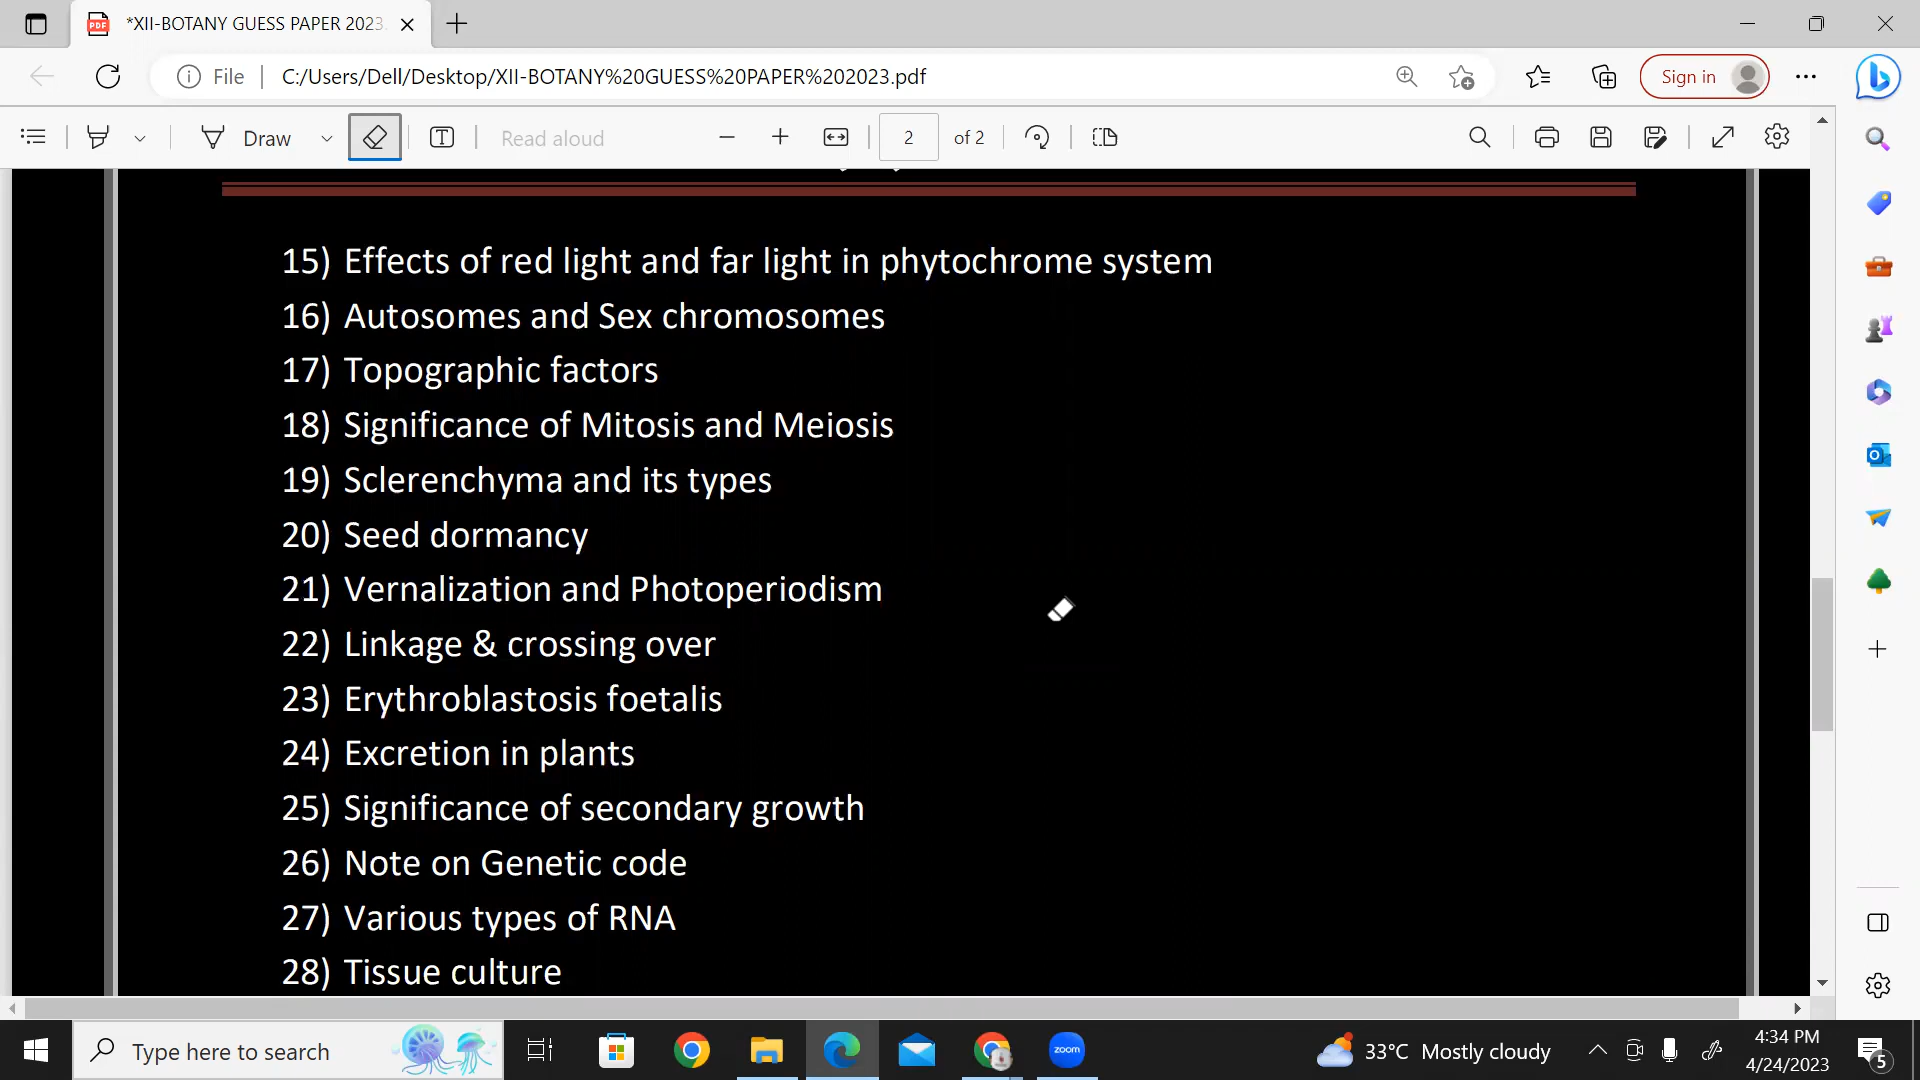 *XII-BOTANY GUESS PAPER 2023.
File
C:/Users/Dell/Desktop/XII-BOTANY%20GUESS%20PAPER%202023.pdf
Sign in
Draw
Read aloud
2
of 2
15) Effects of red light and far light in phytochrome system
16) Autosomes and Sex chromosomes
17) Topographic factors
18) Significance of Mitosis and Meiosis
19) Sclerenchyma and its types
20) Seed dormancy
21) Vernalization and Photoperiodism
22) Linkage & crossing over
23) Erythroblastosis foetalis
24) Excretion in plants
25) Significance of secondary growth
26) Note on Genetic code
27) Various types of RNA
28) Tissue culture
Type here to search
zoom
33°C Mostly cloudy
4:34 PM
4/24/2023
5